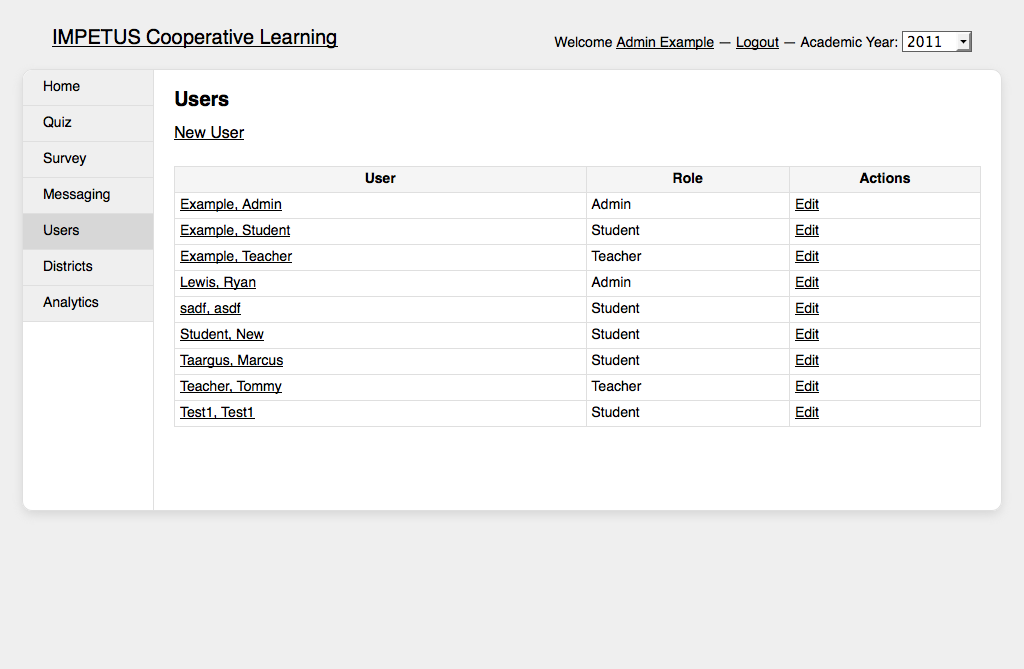 IMPETUS Cooperative Learning
Welcome Admin Example — Logout — Academic Year: 2011
Home
Quiz
Survey
Messaging
Users
Districts
Analytics
Users
New User
User Role Actions
Example, Admin Admin Edit
Example, Student Student Edit
Example, Teacher Teacher Edit
Lewis, Ryan Admin Edit
sadf, asdf Student Edit
Student, New Student Edit
Taargus, Marcus Student Edit
Teacher, Tommy Teacher Edit
Test1, Test1 Student Edit